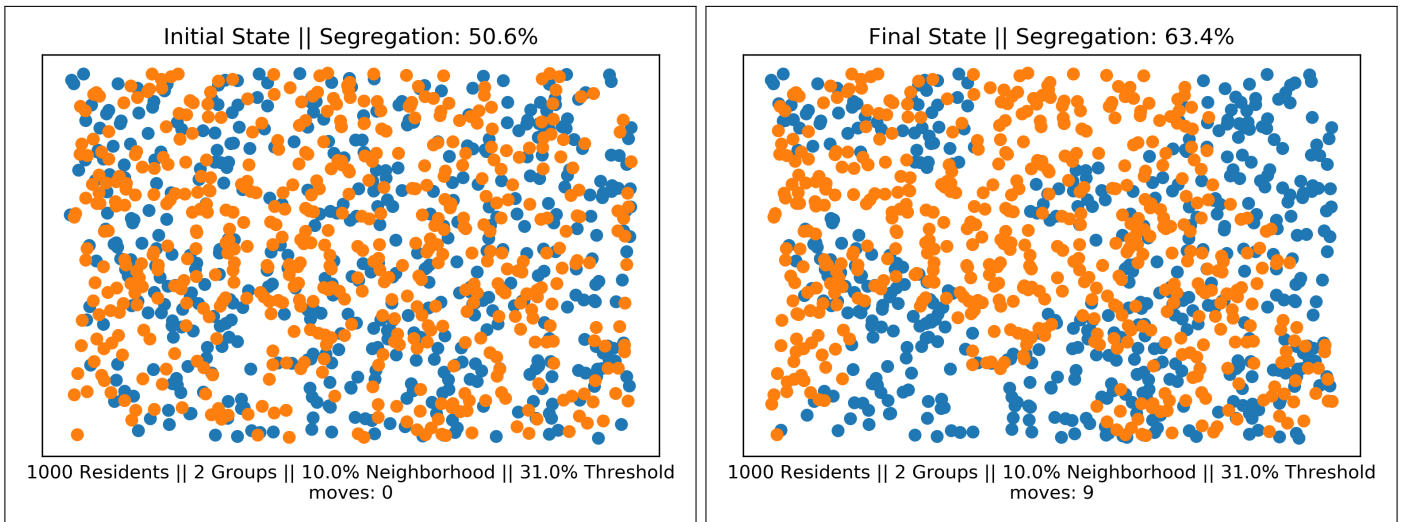 Initial State || Segregation: 50.6%
1000 Residents || 2 Groups || 10.0% Neighborhood || 31.0% Threshold
moves: 0
Final State || Segregation: 63.4%
1000 Residents || 2 Groups || 10.0% Neighborhood || 31.0% Threshold
moves: 9